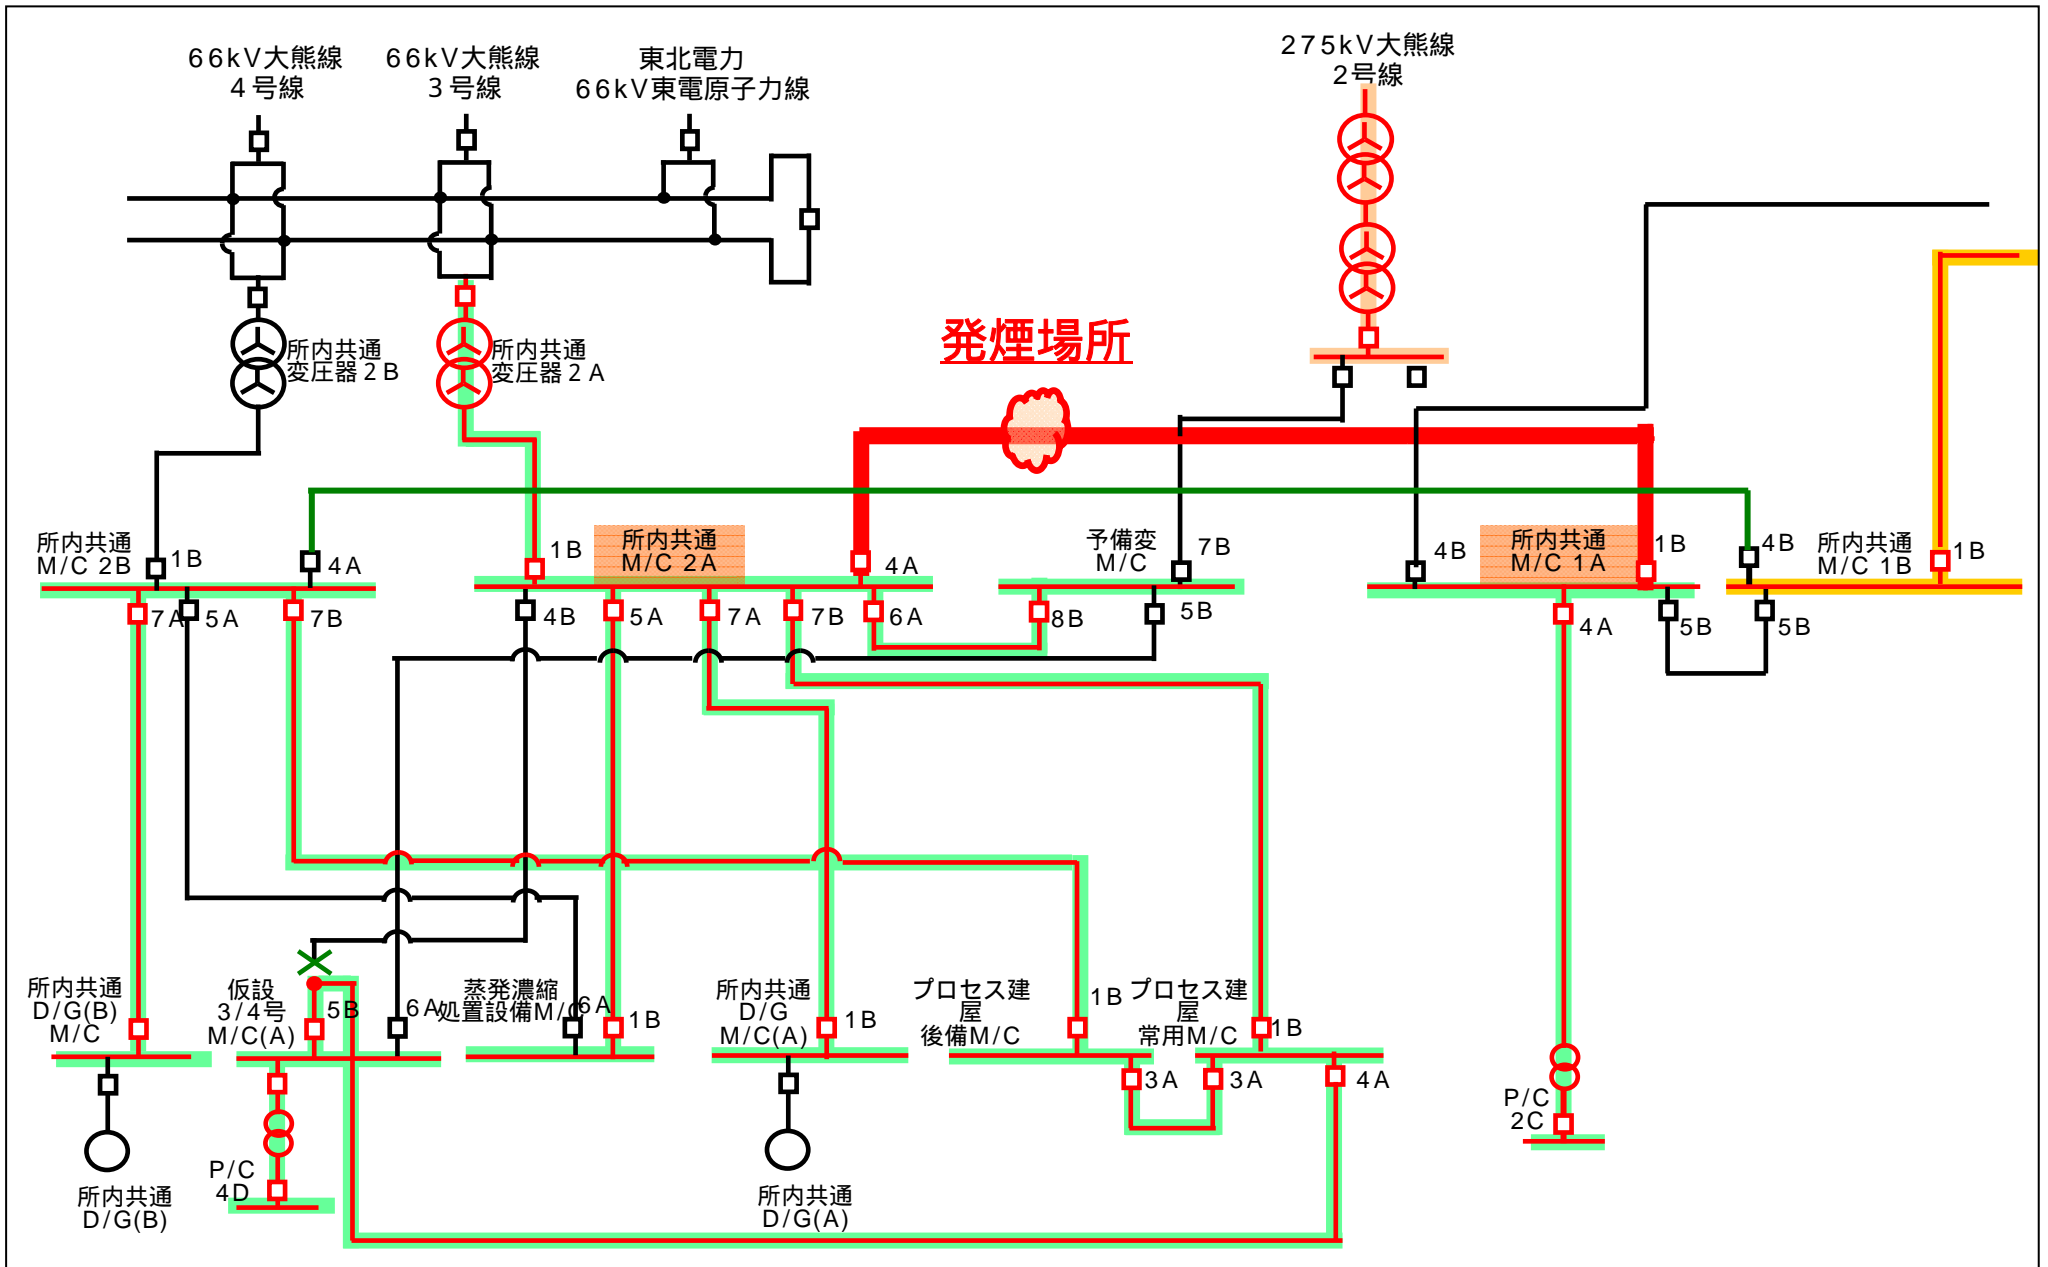 66kV大熊線
４号線
66kV大熊線
３号線
東北電力
66kV東電原子力線
275kV大熊線
2号線
所内共通
変圧器２B
所内共通
変圧器２A
発煙場所
所内共通
M/C 2B
1B
4A
1B
所内共通
M/C 2A
4A
予備変
M/C
7B
4B
所内共通
M/C 1A
1B
4B
所内共通
M/C 1B
1B
7A
5A
7B
4B
5A
7A
7B
6A
8B
5B
4A
5B
5B
所内共通
D/G(B)
M/C
仮設
3/4号
M/C(A)
5B
6A
蒸発濃縮
処置設備M/C
6A
1B
所内共通
D/G
M/C(A)
1B
プロセス建
屋
後備M/C
1B
プロセス建
屋
常用M/C
1B
3A
3A
4A
P/C
2C
P/C
4D
所内共通
D/G(B)
所内共通
D/G(A)